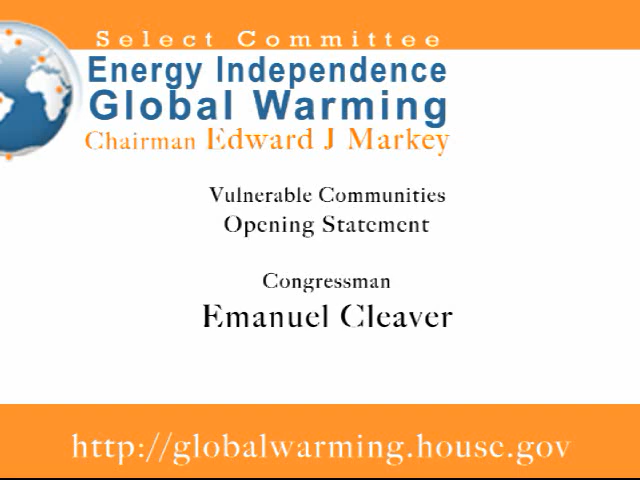 Select Committee
Energy Independence
Global Warming
Chairman Edward J Markey
Vulnerable Communities
Opening Statement
Congressman
Emanuel Cleaver
http://globalwarming.house.gov